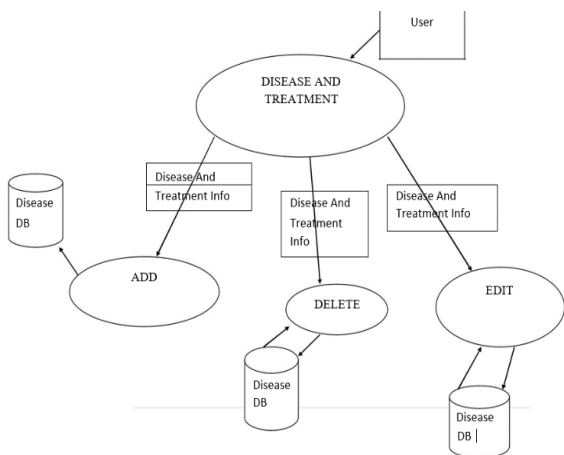 User
DISEASE AND
TREATMENT
Disease And
Treatment Info
Disease And
Treatment
Info
Disease And
Treatment Info
Disease
DB
ADD
DELETE
EDIT
Disease
DB
Disease
DB